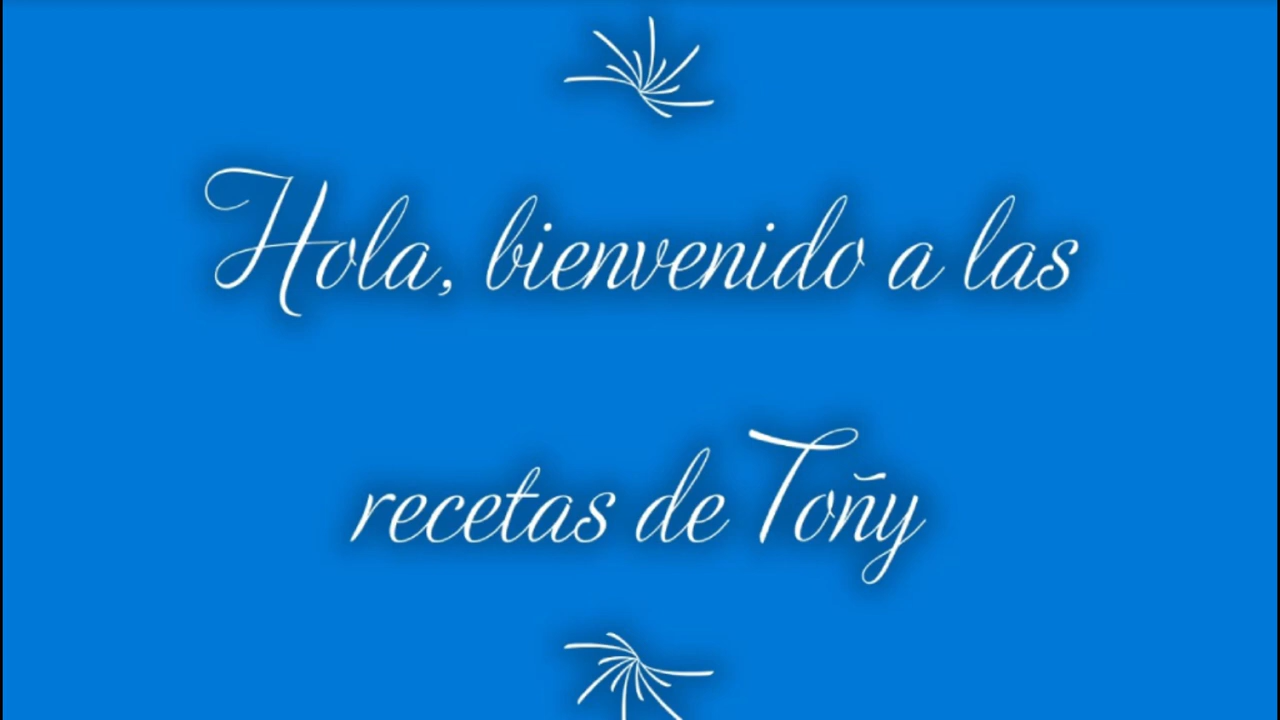 Hola, bienvenido a las
recetas de Toñy